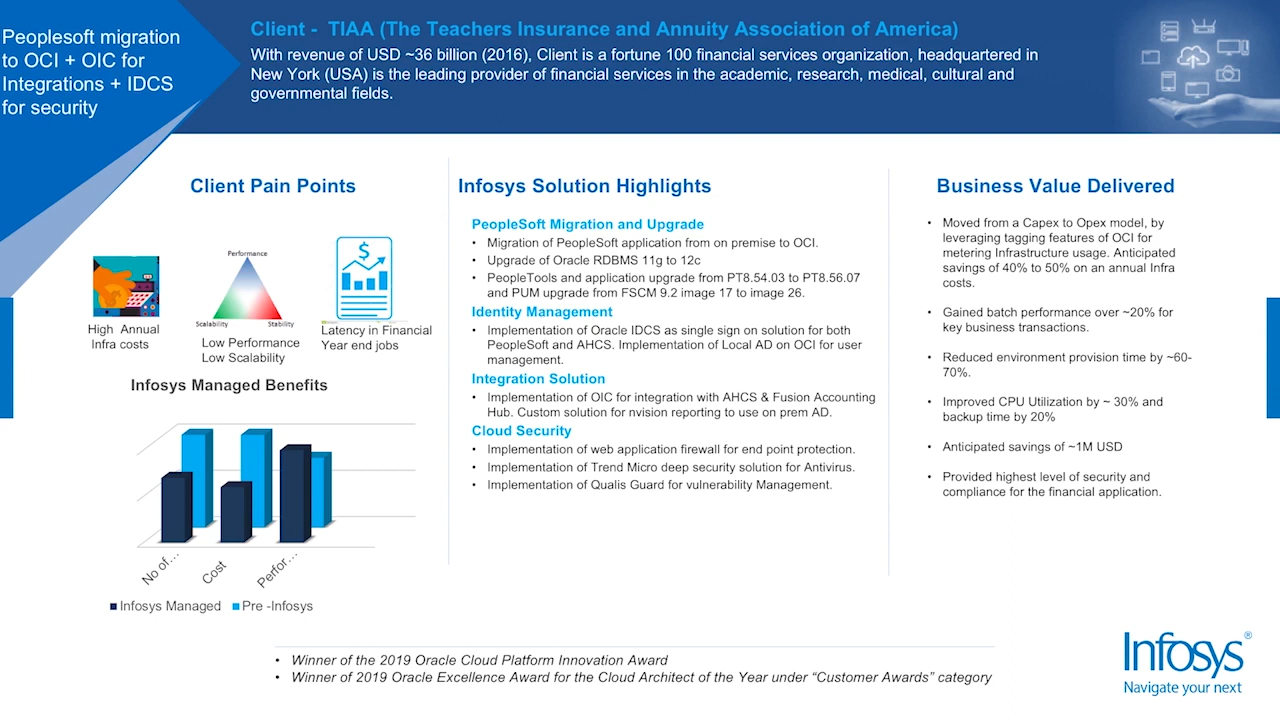 Peoplesoft migration
to OCI + OIC for
Integrations + IDCS
for security
Client - TIAA (The Teachers Insurance and Annuity Association of America)
With revenue of USD ~36 billion (2016), Client is a fortune 100 financial services organization, headquartered in
New York (USA) is the leading provider of financial services in the academic, research, medical, cultural and
governmental fields.
Client Pain Points
Performance
Scalability
Stability
High Annual
Infra costs
Low Performance
Low Scalability
Latency in Financial
Year end jobs
Infosys Managed Benefits
No of…
Cost
Perfor…
Infosys Managed
Pre -Infosys
Infosys Solution Highlights
PeopleSoft Migration and Upgrade
• Migration of PeopleSoft application from on premise to OCI.
• Upgrade of Oracle RDBMS 11g to 12c
• PeopleTools and application upgrade from PT8.54.03 to PT8.56.07
and PUM upgrade from FSCM 9.2 image 17 to image 26.
Identity Management
• Implementation of Oracle IDCS as single sign on solution for both
PeopleSoft and AHCS. Implementation of Local AD on OCI for user
management.
Integration Solution
• Implementation of OIC for integration with AHCS & Fusion Accounting
Hub. Custom solution for nvision reporting to use on prem AD.
Cloud Security
• Implementation of web application firewall for end point protection.
• Implementation of Trend Micro deep security solution for Antivirus.
• Implementation of Qualis Guard for vulnerability Management.
Business Value Delivered
• Moved from a Capex to Opex model, by
leveraging tagging features of OCI for
metering Infrastructure usage. Anticipated
savings of 40% to 50% on an annual Infra
costs.
• Gained batch performance over ~20% for
key business transactions.
• Reduced environment provision time by ~60-
70%.
• Improved CPU Utilization by ~ 30% and
backup time by 20%
• Anticipated savings of ~1M USD
• Provided highest level of security and
compliance for the financial application.
• Winner of the 2019 Oracle Cloud Platform Innovation Award
• Winner of 2019 Oracle Excellence Award for the Cloud Architect of the Year under “Customer Awards” category
Infosys®
Navigate your next